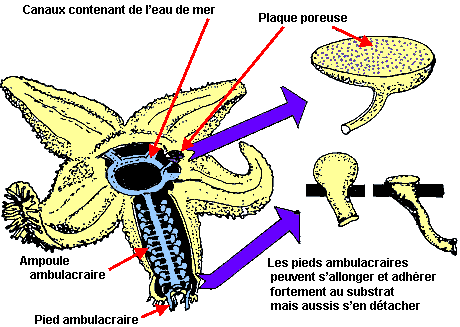 Canaux contenant de l'eau de mer
Plaque poreuse
Ampoule
ambulacraire
Pied ambulacraire
Les pieds ambulacraires
peuvent s'allonger et adhérer
fortement au substrat
mais aussis s'en détacher